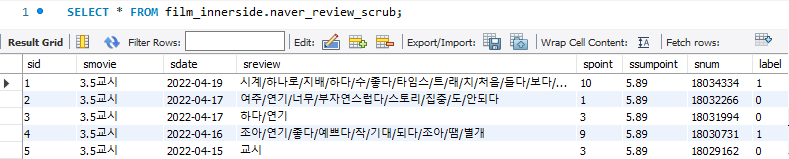 1 SELECT * FROM film_innerside.naver_review_scrub;
Result Grid Filter Rows: Edit: Export/Import: Wrap Cell Content: IA Fetch rows:
sid smovie sdate sreview spoint ssumpoint snum label
1 3.5교시 2022-04-19 시계/하나로/지배/하다/수/좋다/타임스/트/래/치/처음/들다/보다/... 10 5.89 18034334 1
2 3.5교시 2022-04-17 여주/연기/너무/부자연스럽다/스토리/집중/도/안되다 1 5.89 18032266 0
3 3.5교시 2022-04-17 하다/연기 3 5.89 18031994 0
4 3.5교시 2022-04-16 조아/연기/좋다/예쁘다/작/기대/되다/조아/땜/별개 9 5.89 18030731 1
5 3.5교시 2022-04-15 교시 3 5.89 18029162 0